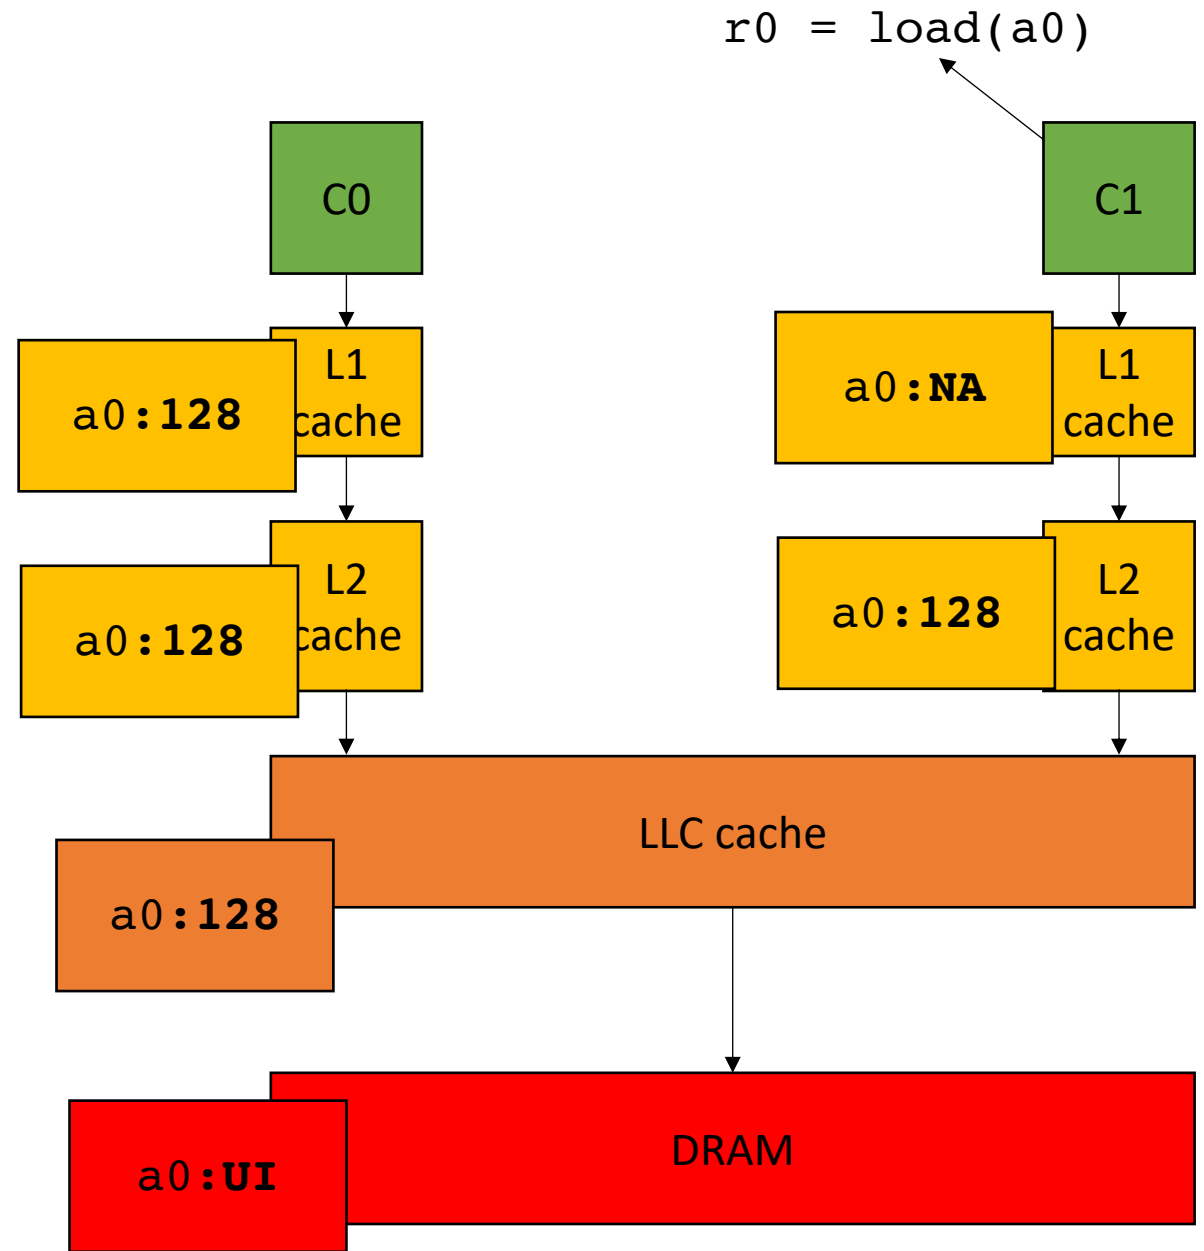 r0 = load(a0)
C0
C1
L1
cache
a0:128
a0:NA
L1
cache
L2
cache
a0:128
a0:128
L2
cache
LLC cache
a0:128
DRAM
a0:UI